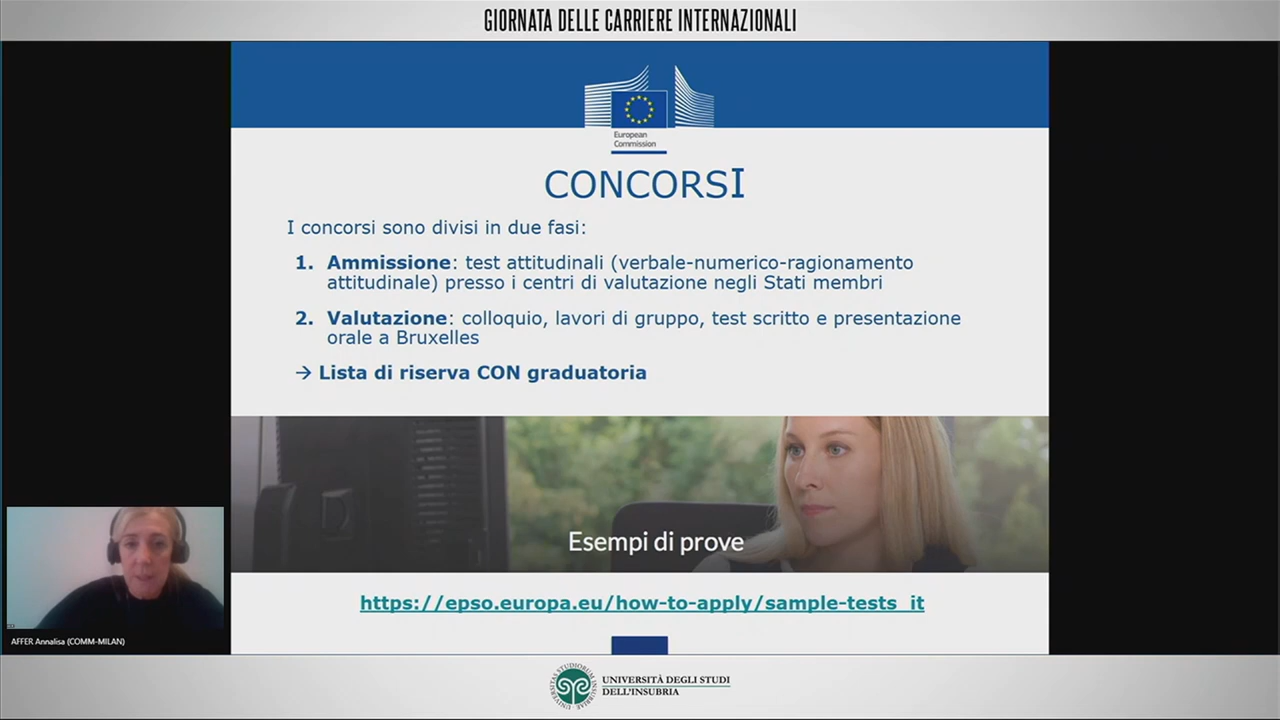 GIORNATA DELLE CARRIERE INTERNAZIONALI
European
Commission
CONCORSI
I concorsi sono divisi in due fasi:
1. Ammissione: test attitudinali (verbale-numerico-ragionamento
attitudinale) presso i centri di valutazione negli Stati membri
2. Valutazione: colloquio, lavori di gruppo, test scritto e presentazione
orale a Bruxelles
→ Lista di riserva CON graduatoria
Esempi di prove
https://epso.europa.eu/how-to-apply/sample-tests_it
AFFER Annalisa (COMM-MILAN)
UNIVERSITÀ DEGLI STUDI
DELL'INSUBRIA